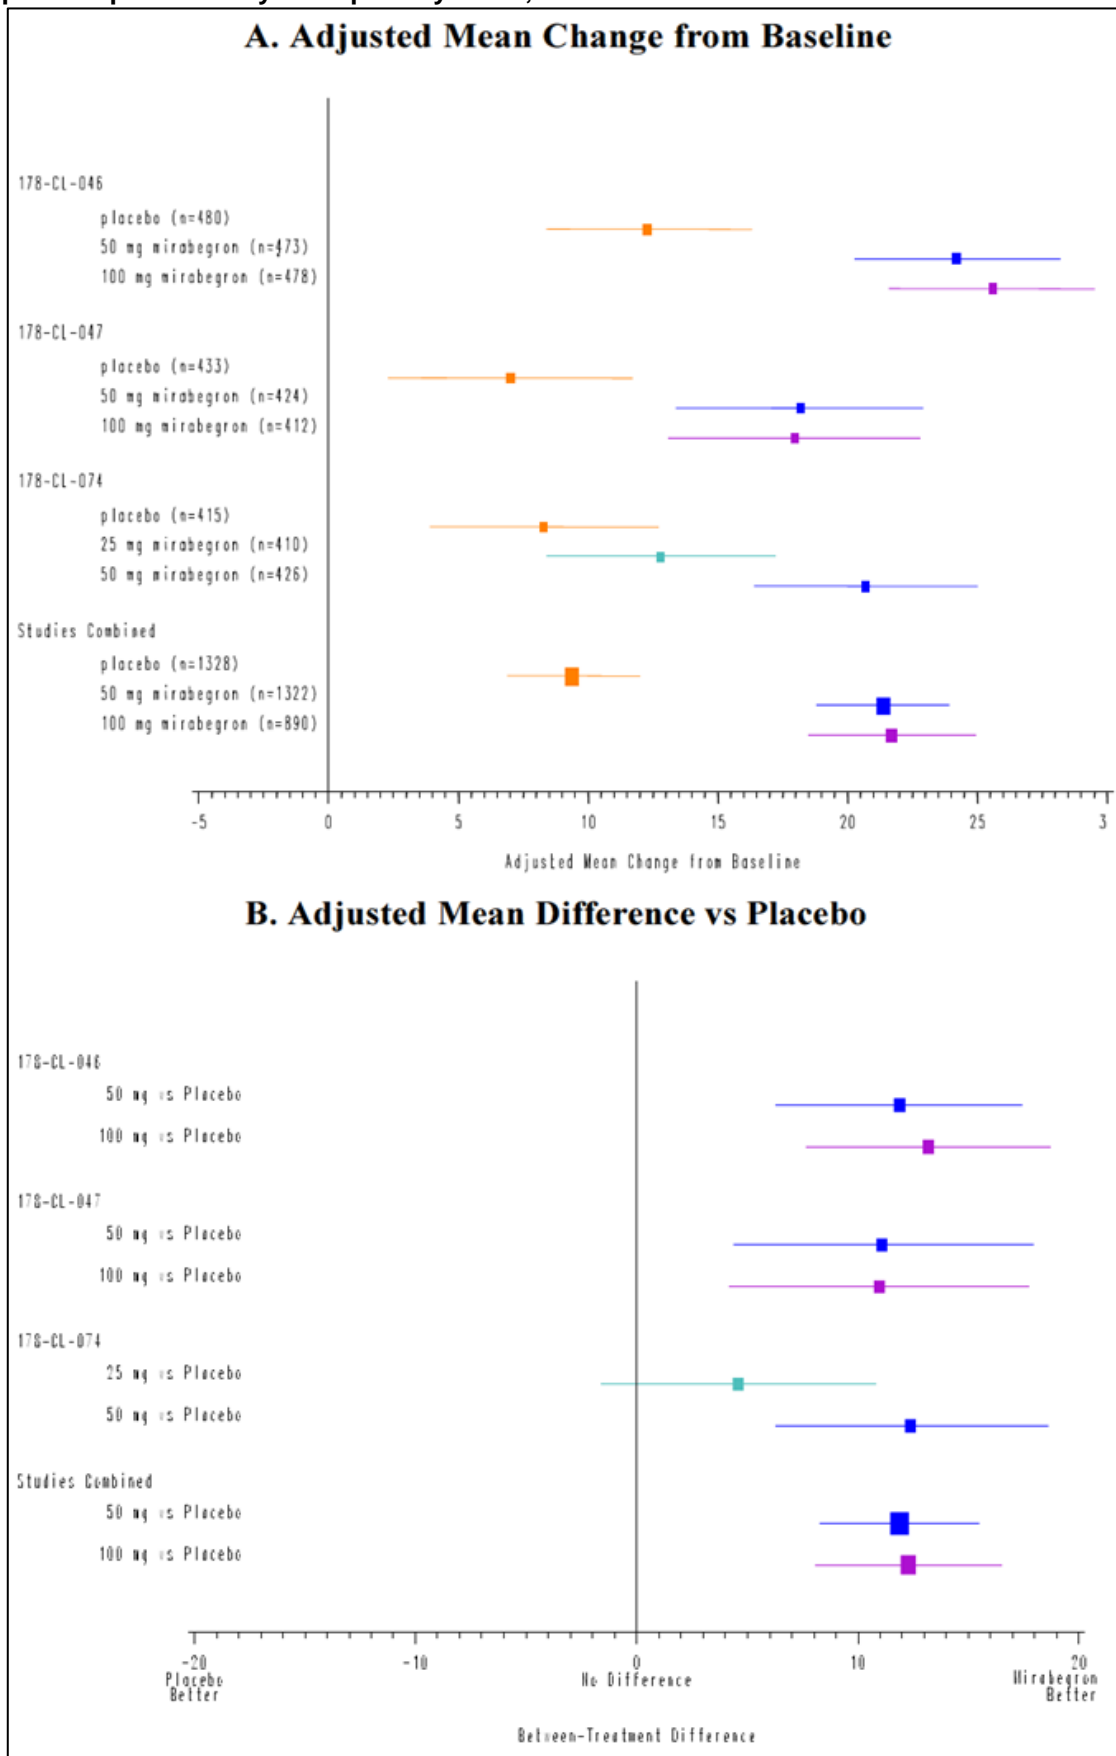 A. Adjusted Mean Change from Baseline
178-CL-046
placebo (n=480)
50 mg mirabegron (n=473)
100 mg mirabegron (n=478)
178-CL-047
placebo (n=433)
50 mg mirabegron (n=424)
100 mg mirabegron (n=412)
178-CL-074
placebo (n=415)
25 mg mirabegron (n=410)
50 mg mirabegron (n=426)
Studies Combined
placebo (n=1328)
50 mg mirabegron (n=1322)
100 mg mirabegron (n=890)
-5 0 5 10 15 20 25 3
Adjusted Mean Change from Baseline
B. Adjusted Mean Difference vs Placebo
178-CL-046
50 mg vs Placebo
100 mg vs Placebo
178-CL-047
50 mg vs Placebo
100 mg vs Placebo
178-CL-074
25 mg vs Placebo
50 mg vs Placebo
Studies Combined
50 mg vs Placebo
100 mg vs Placebo
-20 -10 0 10 20
Placebo No Difference Mirabegron
Better Better
Between-Treatment Difference